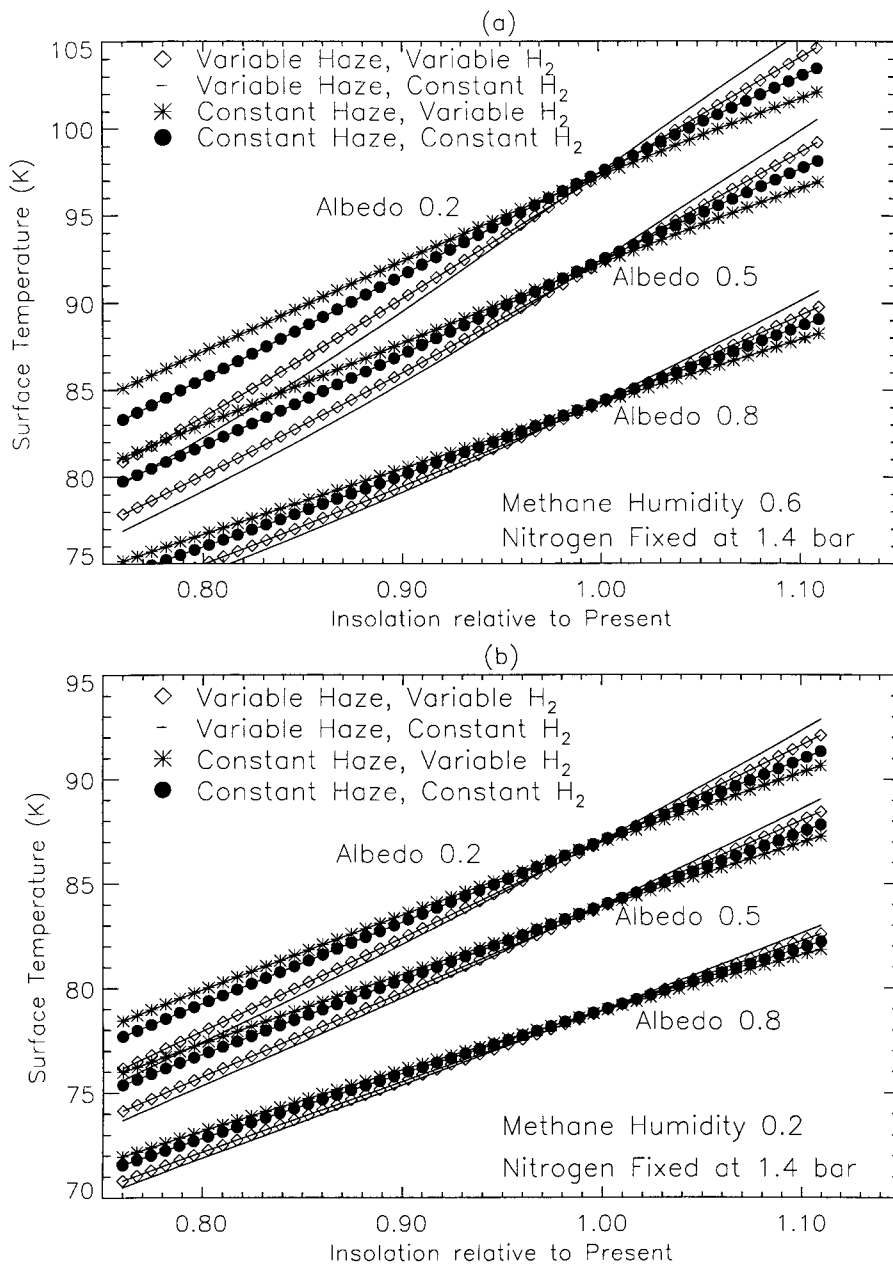 (a)
105
100
95
90
85
80
75
Surface Temperature (K)
Variable Haze, Variable H2
Variable Haze, Constant H2
Constant Haze, Variable H2
Constant Haze, Constant H2
Albedo 0.2
Albedo 0.5
Albedo 0.8
Methane Humidity 0.6
Nitrogen Fixed at 1.4 bar
0.80 0.90 1.00 1.10
Insolation relative to Present
(b)
95
90
85
80
75
70
Surface Temperature (K)
Variable Haze, Variable H2
Variable Haze, Constant H2
Constant Haze, Variable H2
Constant Haze, Constant H2
Albedo 0.2
Albedo 0.5
Albedo 0.8
Methane Humidity 0.2
Nitrogen Fixed at 1.4 bar
0.80 0.90 1.00 1.10
Insolation relative to Present